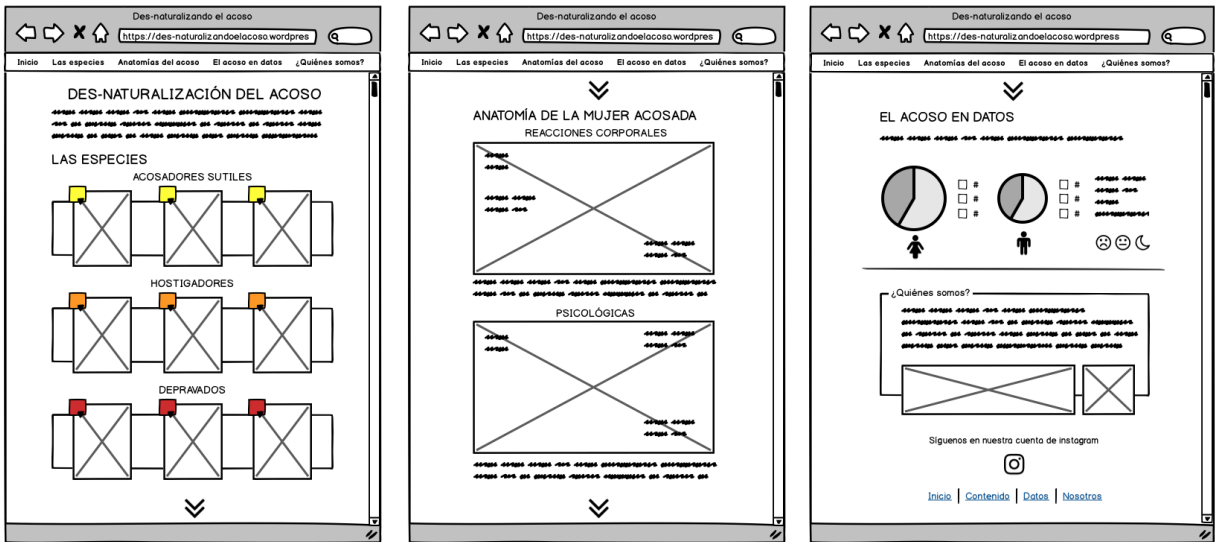 Des-naturalizando el acoso
https://des-naturalizandoelacoso.wordpres
Inicio Las especies Anatomías del acoso El acoso en datos ¿Quiénes somos?
DES-NATURALIZACIÓN DEL ACOSO
LAS ESPECIES
ACOSADORES SUTILES
HOSTIGADORES
DEPRAVADOS
Des-naturalizando el acoso
https://des-naturalizandoelacoso.wordpres
Inicio Las especies Anatomías del acoso El acoso en datos ¿Quiénes somos?
ANATOMÍA DE LA MUJER ACOSADA
REACCIONES CORPORALES
PSICOLÓGICAS
Des-naturalizando el acoso
https://des-naturalizandoelacoso.wordpress
Inicio Las especies Anatomías del acoso El acoso en datos ¿Quiénes somos?
EL ACOSO EN DATOS
# #
# #
# #
¿Quiénes somos?
Síguenos en nuestra cuenta de instagram
Inicio | Contenido | Datos | Nosotros